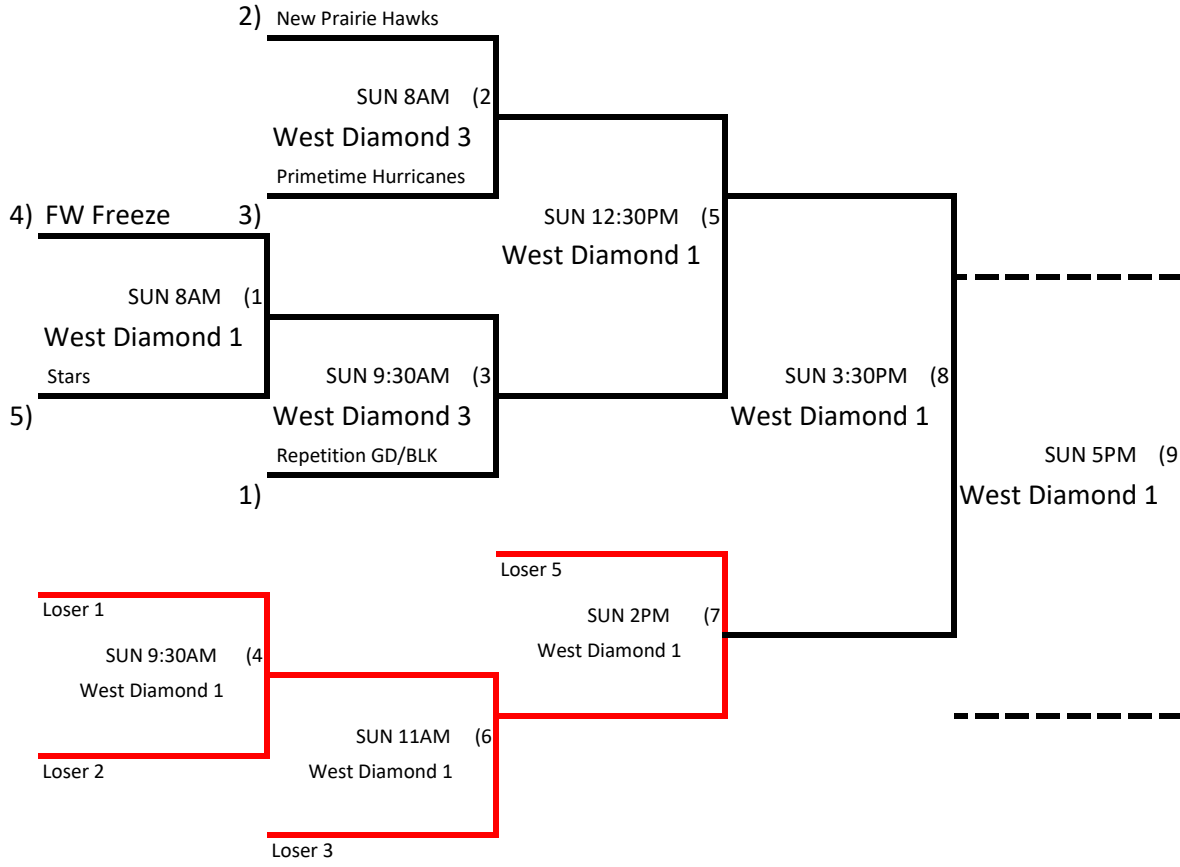 2) New Prairie Hawks
SUN 8AM (2
West Diamond 3
Primetime Hurricanes
4) FW Freeze
3)
SUN 12:30PM (5
West Diamond 1
SUN 8AM (1
West Diamond 1
Stars
5)
SUN 9:30AM (3
West Diamond 3
Repetition GD/BLK
1)
SUN 3:30PM (8
West Diamond 1
SUN 5PM (9
West Diamond 1
Loser 5
Loser 1
SUN 2PM (7
West Diamond 1
SUN 9:30AM (4
West Diamond 1
Loser 2
SUN 11AM (6
West Diamond 1
Loser 3